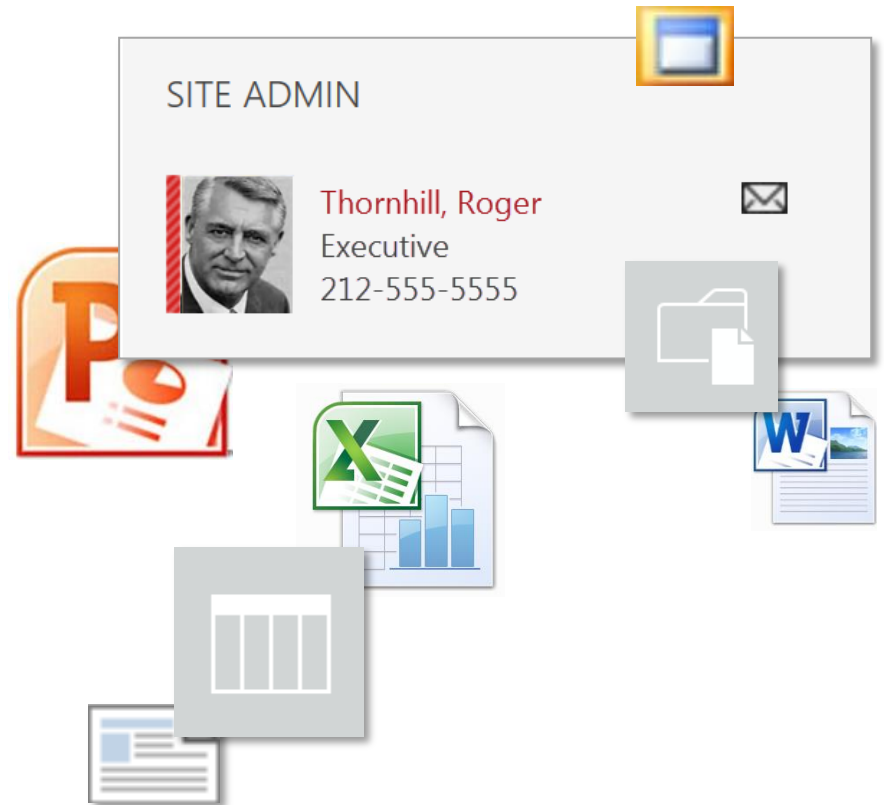 SITE ADMIN
Thornhill, Roger
Executive
212-555-5555
P
X
W